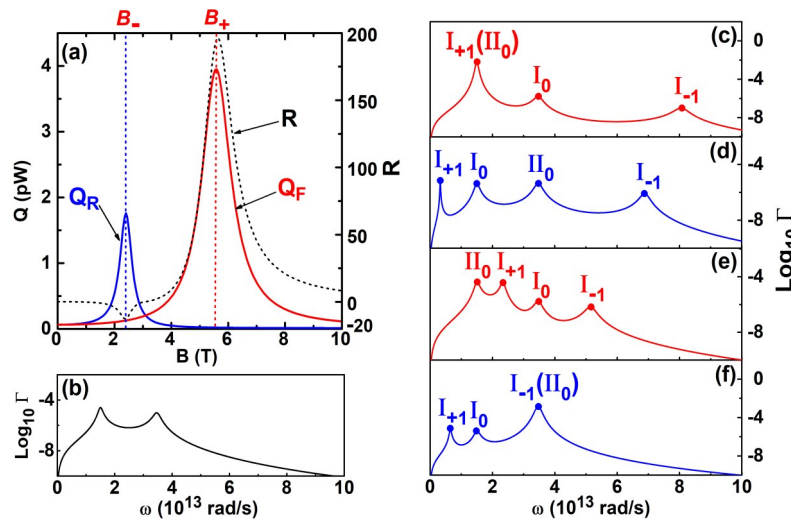 B₋ B₊
(a)
Q (pW)
4
3
2
1
0
200
150
100
50
0
-20
R
R
Q_R
Q_F
0 2 4 6 8 10
B (T)
(b)
Log₁₀ Γ
-4
-8
0 2 4 6 8 10
ω (10¹³ rad/s)
(c)
I₊₁(II₀)
I₀
I₋₁
0
-4
-8
(d)
I₊₁ I₀ II₀ I₋₁
-4
-8
Log₁₀ Γ
(e)
II₀ I₊₁ I₀ I₋₁
0
-4
-8
(f)
I₊₁ I₀ I₋₁(II₀)
0
-4
-8
0 2 4 6 8 10
ω (10¹³ rad/s)